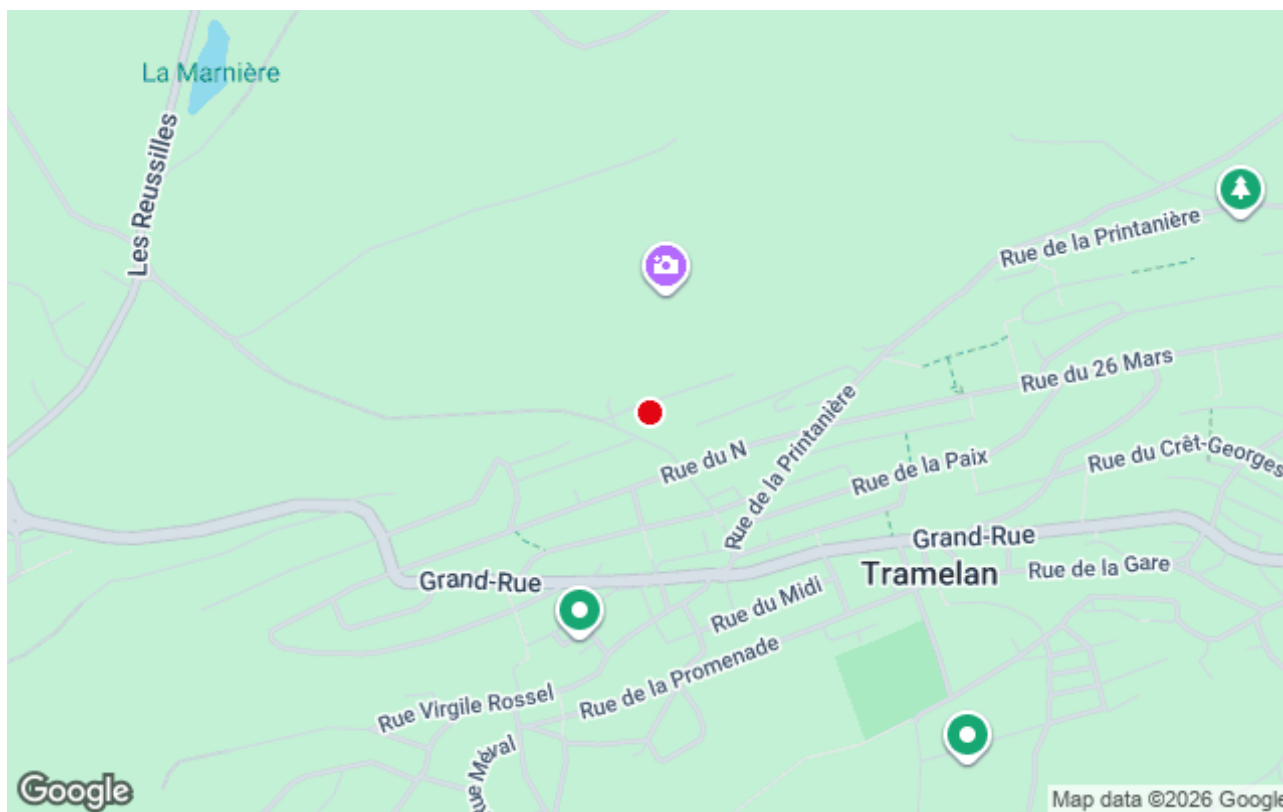 La Marnière
Les Reussilles
Rue de la Printanière
Rue du 26 Mars
Rue de la Printanière
Rue du N
Rue de la Paix
Rue du Crêt-Georges
Grand-Rue
Grand-Rue
Tramelan
Rue de la Gare
Rue du Midi
Rue de la Promenade
Rue Virgile Rossel
ue Méval
Google
Map data ©2026 Google